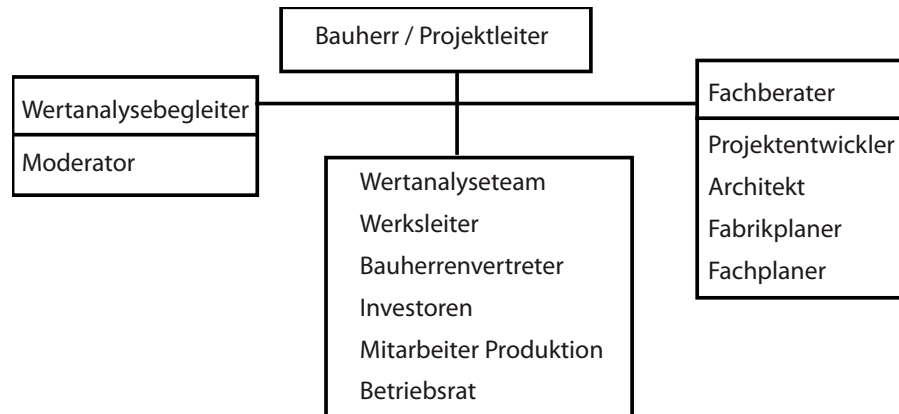 Bauherr / Projektleiter
Wertanalysebegleiter
Moderator
Fachberater
Projektentwickler
Architekt
Fabrikplaner
Fachplaner
Wertanalyseteam
Werksleiter
Bauherrenvertreter
Investoren
Mitarbeiter Produktion
Betriebsrat